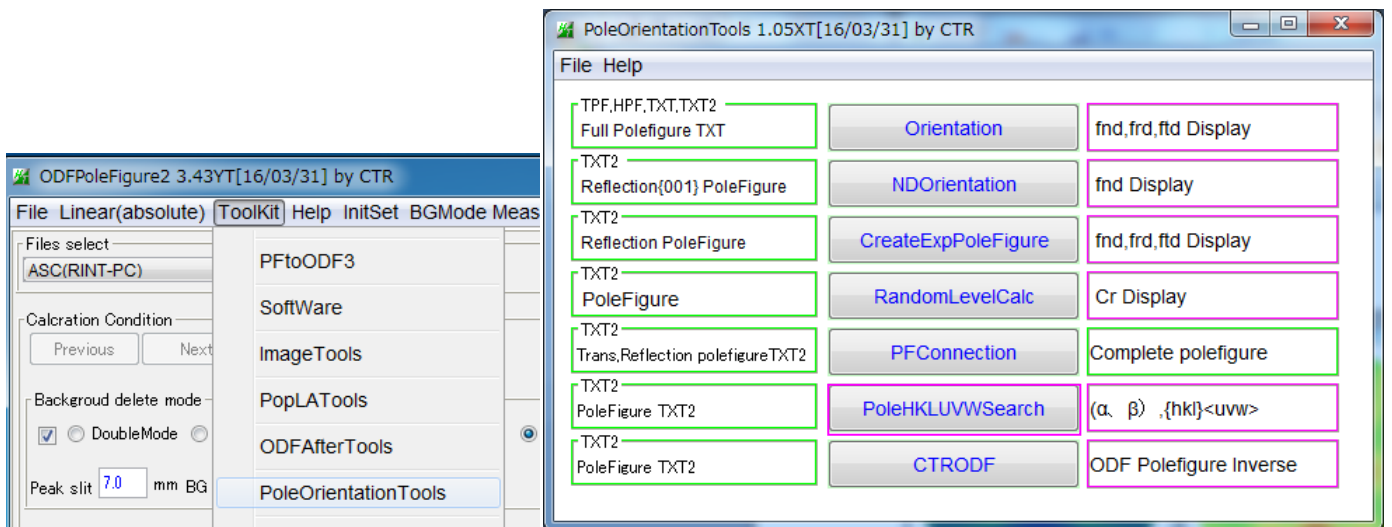 ODFPoleFigure2 3.43YT[16/03/31] by CTR
File Linear(absolute) ToolKit Help InitSet BGMode Meas
Files select
ASC(RINT-PC)
Calcration Condition
Previous
Next
Backgroud delete mode
DoubleMode
Peak slit 7.0 mm BG
PFtoODF3
SoftWare
ImageTools
PopLATools
ODFAfterTools
PoleOrientationTools
PoleOrientationTools 1.05XT[16/03/31] by CTR
File Help
TPF,HPF,TXT,TXT2
Full Polefigure TXT
Orientation
fnd,frd,ftd Display
TXT2
Reflection{001} PoleFigure
NDOrientation
fnd Display
TXT2
Reflection PoleFigure
CreateExpPoleFigure
fnd,frd,ftd Display
TXT2
PoleFigure
RandomLevelCalc
Cr Display
TXT2
Trans,Reflection polefigureTXT2
PFConnection
Complete polefigure
TXT2
PoleFigure TXT2
PoleHKLUVWSearch
(α、β）,{hkl}<uvw>
TXT2
PoleFigure TXT2
CTRODF
ODF Polefigure Inverse